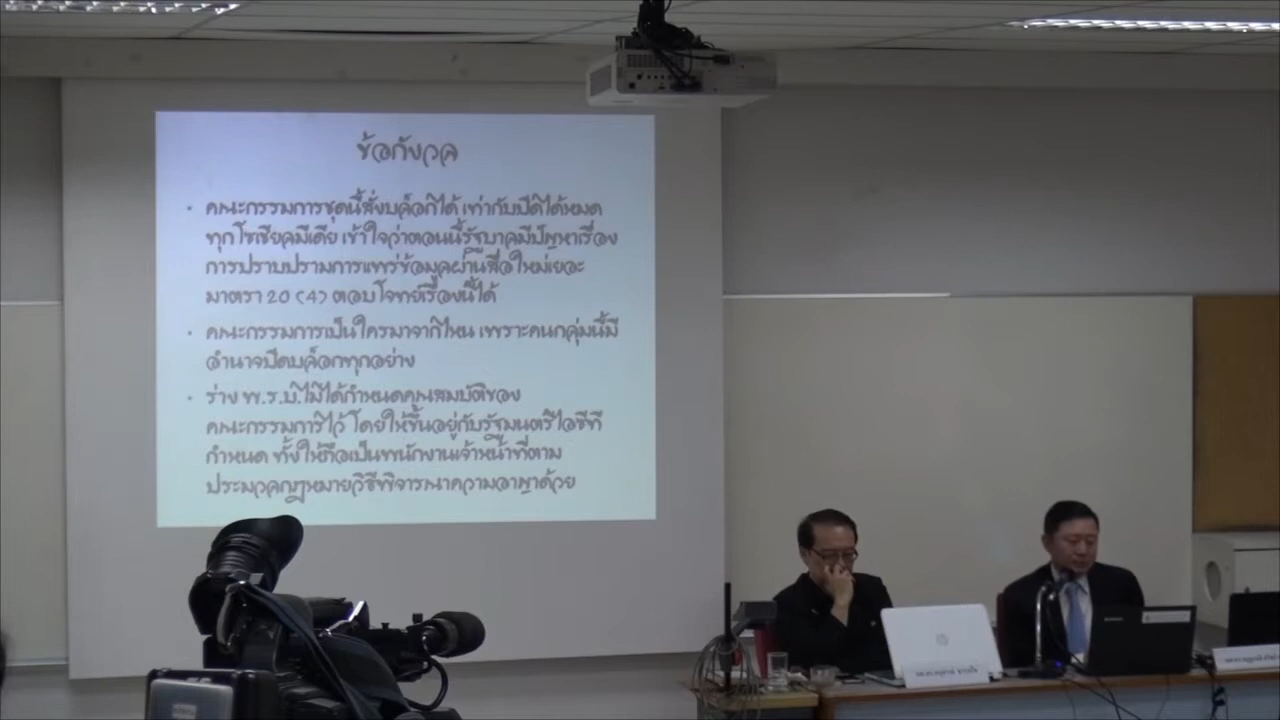 ข้อกังวล
• คณะกรรมการชุดนี้สั่งบล็อกได้ เท่ากับปิดได้หมด
ทุกโซเชียลมีเดีย เข้าใจว่าตอนนี้รัฐบาลมีปัญหาเรื่อง
การปราบปรามการแพร่ข้อมูลผ่านสื่อใหม่เยอะ
มาตรา 20 (4) ตอบโจทย์เรื่องนี้ได้
• คณะกรรมการเป็นใครมาจากไหน เพราะคนกลุ่มนี้มี
อำนาจปิดบล็อกทุกอย่าง
• ร่าง พ.ร.บ.ไม่ได้กำหนดคุณสมบัติของ
คณะกรรมการไว้ โดยให้ขึ้นอยู่กับรัฐมนตรีไอซีที
กำหนด ทั้งให้ถือเป็นพนักงานเจ้าหน้าที่ตาม
ประมวลกฎหมายวิธีพิจารณาความอาญาด้วย
hp